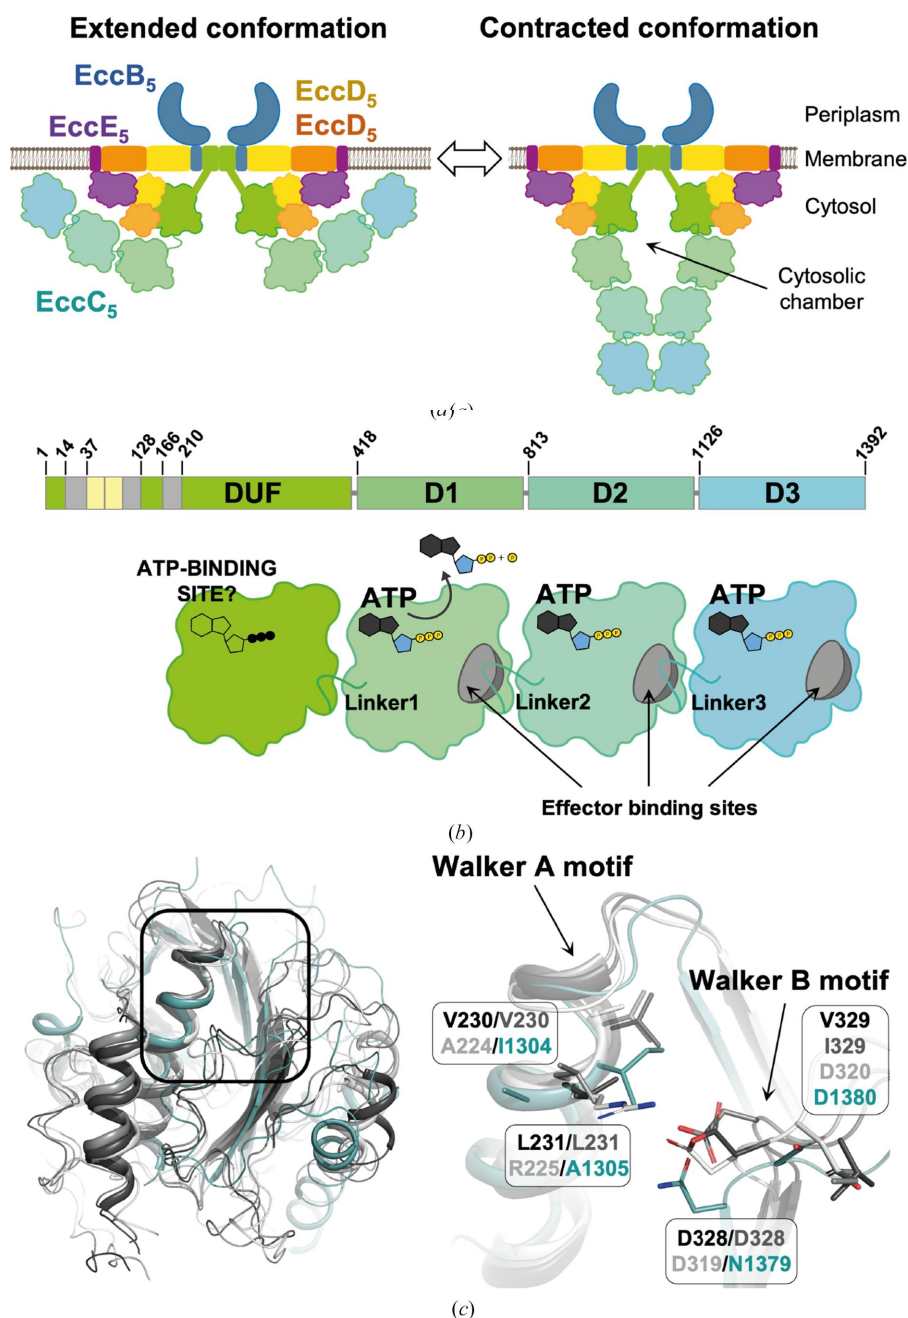 Extended conformation
Contracted conformation
EccB5
EccD5
EccE5
EccD5
EccC5
Periplasm
Membrane
Cytosol
Cytosolic
chamber
1
14
37
128
166
210
418
813
1126
1392
DUF
D1
D2
D3
ATP-BINDING
SITE?
ATP
ATP
ATP
P P + P
P P P
P P P
P P P
Linker1
Linker2
Linker3
Effector binding sites
(b)
Walker A motif
Walker B motif
V230/V230
A224/I1304
L231/L231
R225/A1305
V329
I329
D320
D1380
D328/D328
D319/N1379
(c)